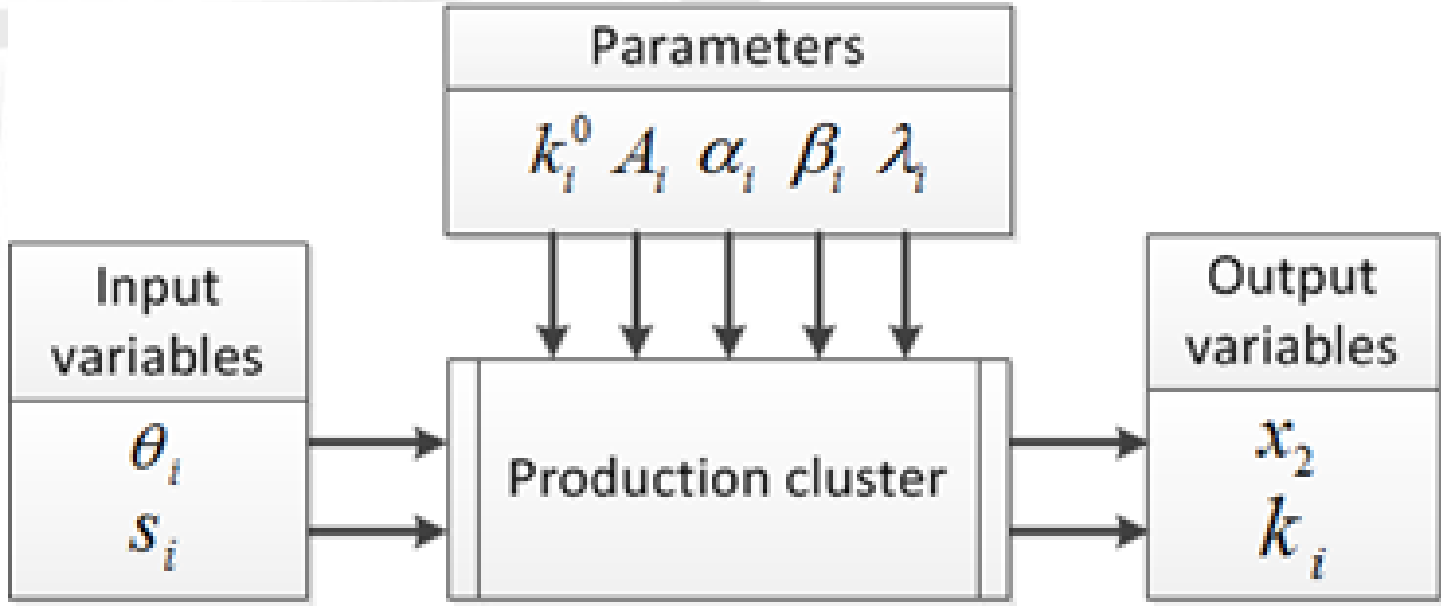 Parameters
k_i^0 A_i α_i β_i λ_i
Input
variables
θ_i
s_i
Production cluster
Output
variables
x_2
k_i